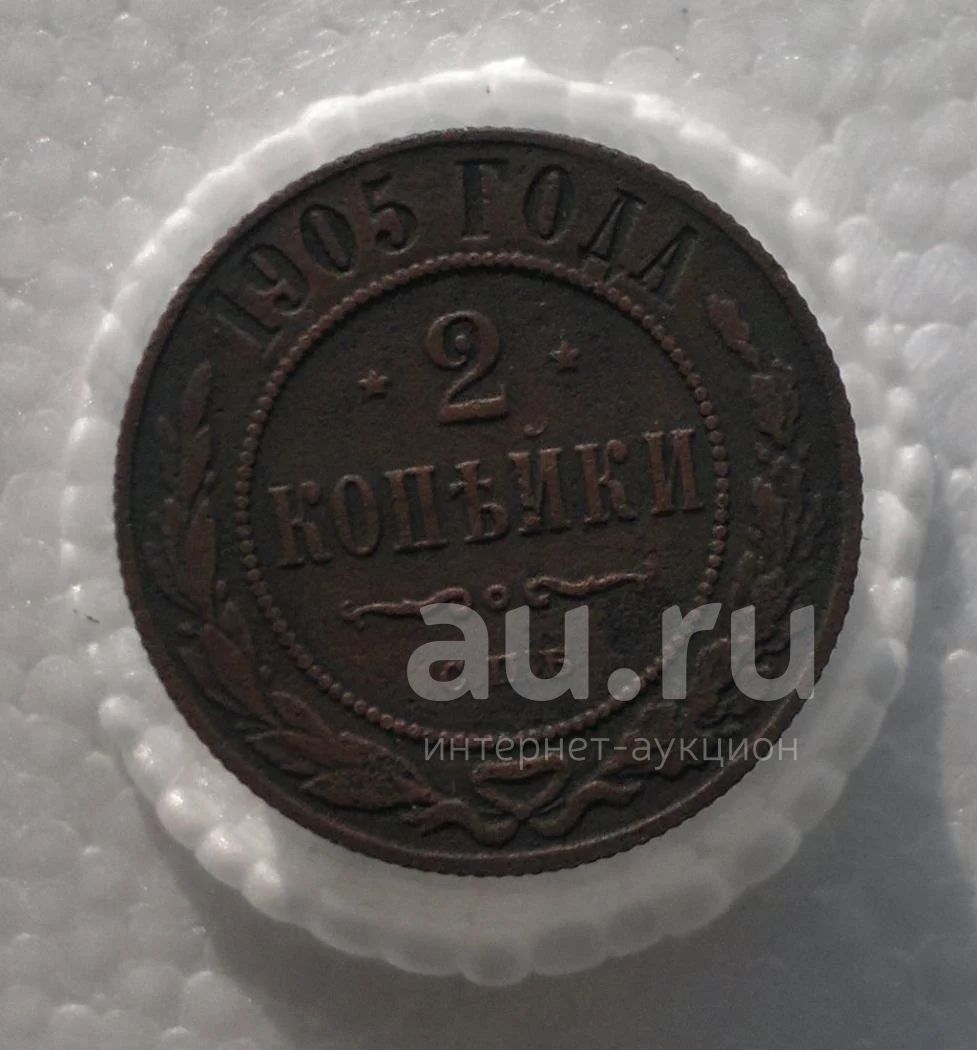 1905 ГОДА
2
КОПѢЙКИ
au.ru
интернет-аукцион